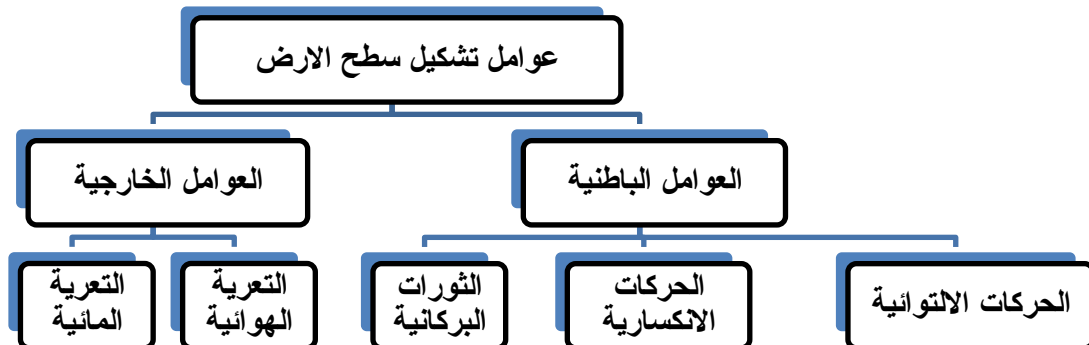 عوامل تشكيل سطح الارض
العوامل الباطنية
العوامل الخارجية
الحركات الالتوائية
الحركات
الانكسارية
الثورات
البركانية
التعرية
الهوائية
التعرية
المائية